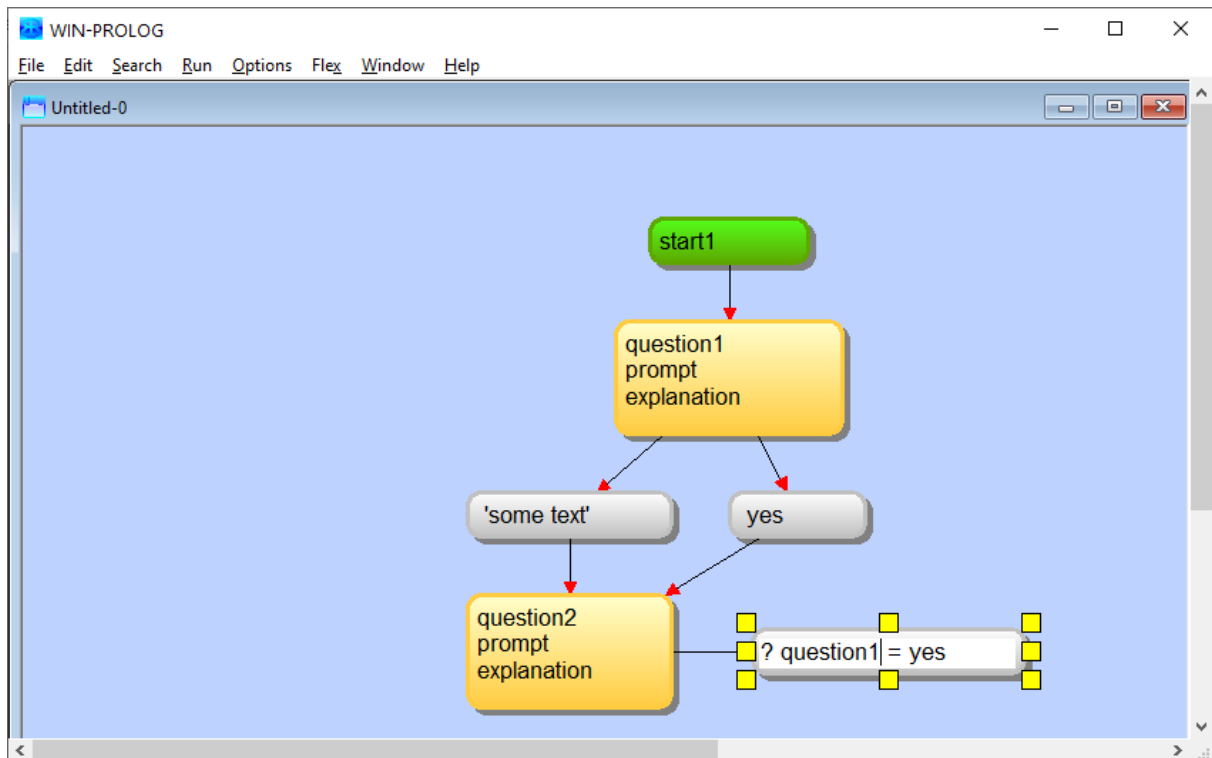 WIN-PROLOG
File Edit Search Run Options Flex Window Help
Untitled-0
start1
question1
prompt
explanation
'some text'
yes
question2
prompt
explanation
? question1 = yes